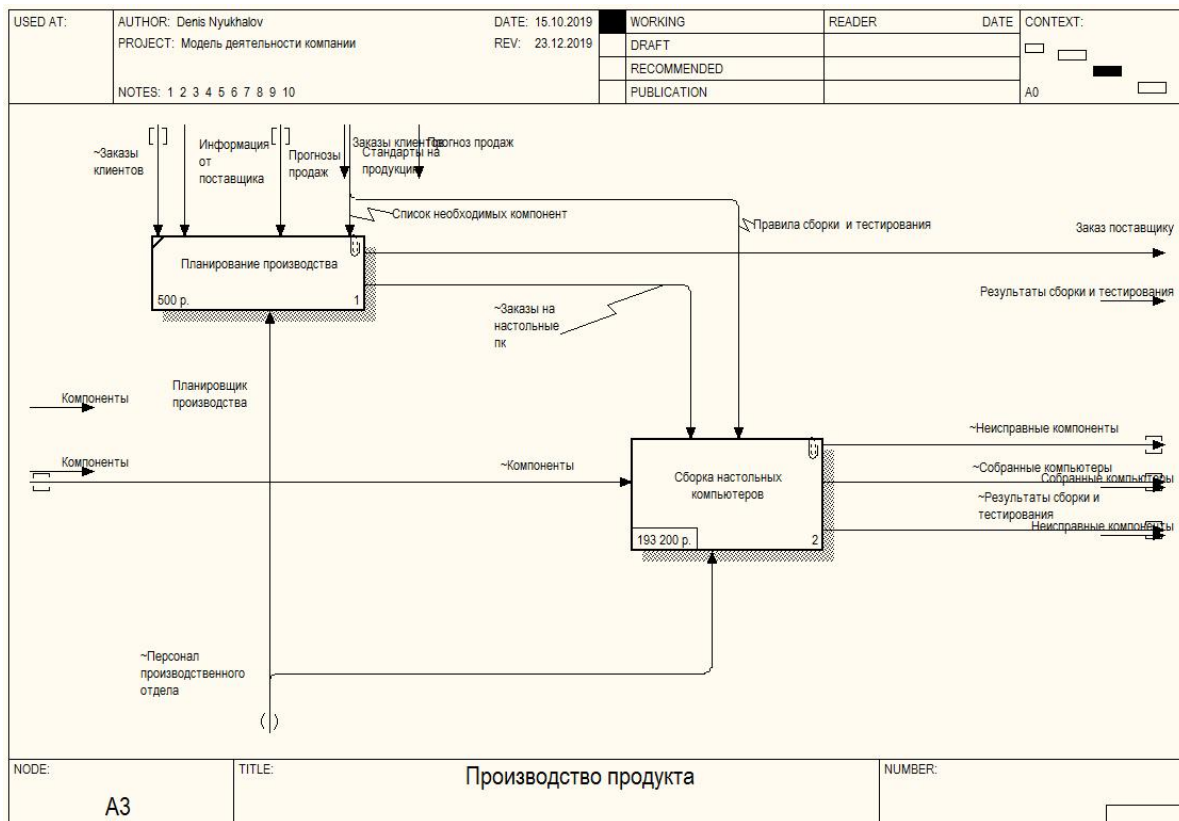 USED AT:
AUTHOR: Denis Nyukhalov
DATE: 15.10.2019
PROJECT: Модель деятельности компании
REV: 23.12.2019
NOTES: 1 2 3 4 5 6 7 8 9 10
WORKING
DRAFT
RECOMMENDED
PUBLICATION
READER
DATE
CONTEXT:
A0
~Заказы
клиентов
Информация
от
поставщика
Прогнозы
продаж
Заказы клиентов
Стандарты на
продукцию
Прогноз продаж
Список необходимых компонент
Правила сборки и тестирования
Заказ поставщику
Планирование производства
500 р.
1
Результаты сборки и тестирования
~Заказы на
настольные
пк
Планировщик
производства
Компоненты
Компоненты
~Компоненты
Сборка настольных
компьютеров
193 200 р.
2
~Неисправные компоненты
~Собранные компьютеры
Собранные компьютеры
~Результаты сборки и
тестирования
Неисправные компоненты
~Персонал
производственного
отдела
NODE:
A3
TITLE:
Производство продукта
NUMBER: